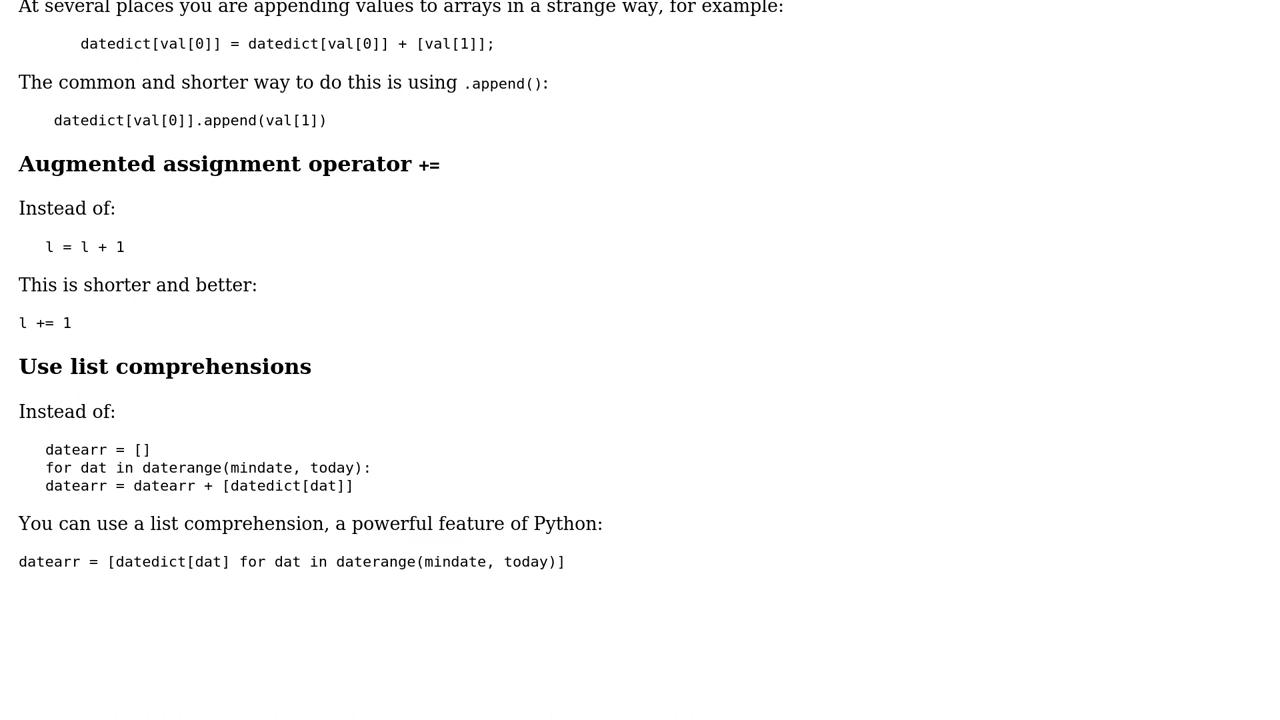 At several places you are appending values to arrays in a strange way, for example:
datedict[val[0]] = datedict[val[0]] + [val[1]];
The common and shorter way to do this is using .append():
datedict[val[0]].append(val[1])
Augmented assignment operator +=
Instead of:
l = l + 1
This is shorter and better:
l += 1
Use list comprehensions
Instead of:
datearr = []
for dat in daterange(mindate, today):
datearr = datearr + [datedict[dat]]
You can use a list comprehension, a powerful feature of Python:
datearr = [datedict[dat] for dat in daterange(mindate, today)]